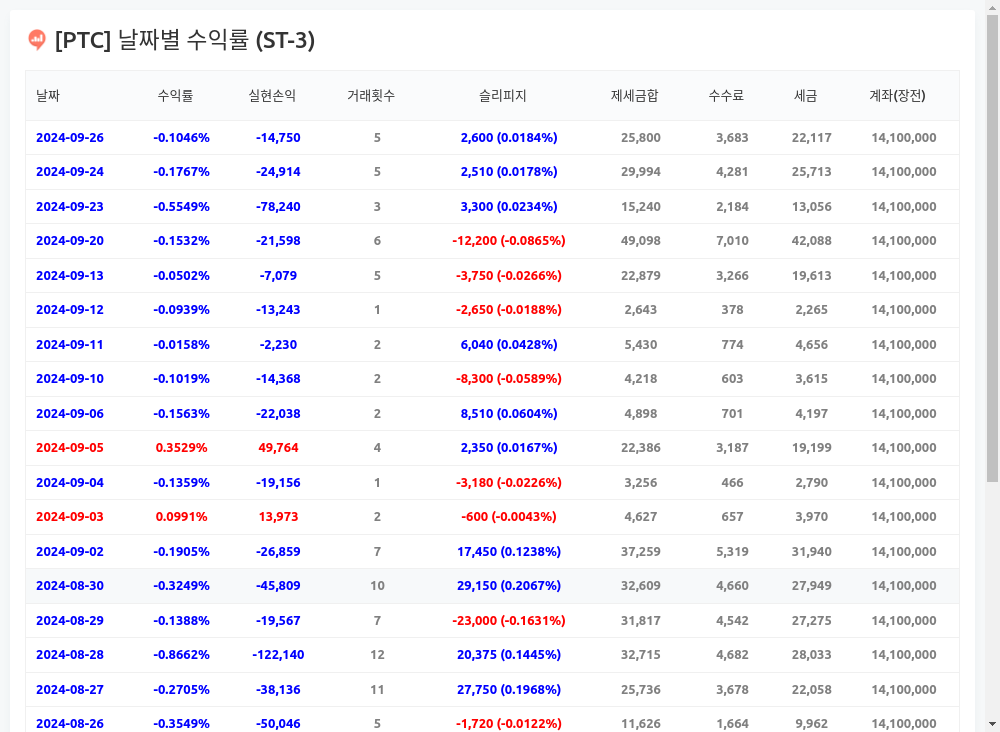 [PTC] 날짜별 수익률 (ST-3)
날짜 수익률 실현손익 거래횟수 슬리피지 제세금합 수수료 세금 계좌(장전)
2024-09-26 -0.1046% -14,750 5 2,600 (0.0184%) 25,800 3,683 22,117 14,100,000
2024-09-24 -0.1767% -24,914 5 2,510 (0.0178%) 29,994 4,281 25,713 14,100,000
2024-09-23 -0.5549% -78,240 3 3,300 (0.0234%) 15,240 2,184 13,056 14,100,000
2024-09-20 -0.1532% -21,598 6 -12,200 (-0.0865%) 49,098 7,010 42,088 14,100,000
2024-09-13 -0.0502% -7,079 5 -3,750 (-0.0266%) 22,879 3,266 19,613 14,100,000
2024-09-12 -0.0939% -13,243 1 -2,650 (-0.0188%) 2,643 378 2,265 14,100,000
2024-09-11 -0.0158% -2,230 2 6,040 (0.0428%) 5,430 774 4,656 14,100,000
2024-09-10 -0.1019% -14,368 2 -8,300 (-0.0589%) 4,218 603 3,615 14,100,000
2024-09-06 -0.1563% -22,038 2 8,510 (0.0604%) 4,898 701 4,197 14,100,000
2024-09-05 0.3529% 49,764 4 2,350 (0.0167%) 22,386 3,187 19,199 14,100,000
2024-09-04 -0.1359% -19,156 1 -3,180 (-0.0226%) 3,256 466 2,790 14,100,000
2024-09-03 0.0991% 13,973 2 -600 (-0.0043%) 4,627 657 3,970 14,100,000
2024-09-02 -0.1905% -26,859 7 17,450 (0.1238%) 37,259 5,319 31,940 14,100,000
2024-08-30 -0.3249% -45,809 10 29,150 (0.2067%) 32,609 4,660 27,949 14,100,000
2024-08-29 -0.1388% -19,567 7 -23,000 (-0.1631%) 31,817 4,542 27,275 14,100,000
2024-08-28 -0.8662% -122,140 12 20,375 (0.1445%) 32,715 4,682 28,033 14,100,000
2024-08-27 -0.2705% -38,136 11 27,750 (0.1968%) 25,736 3,678 22,058 14,100,000
2024-08-26 -0.3549% -50,046 5 -1,720 (-0.0122%) 11,626 1,664 9,962 14,100,000